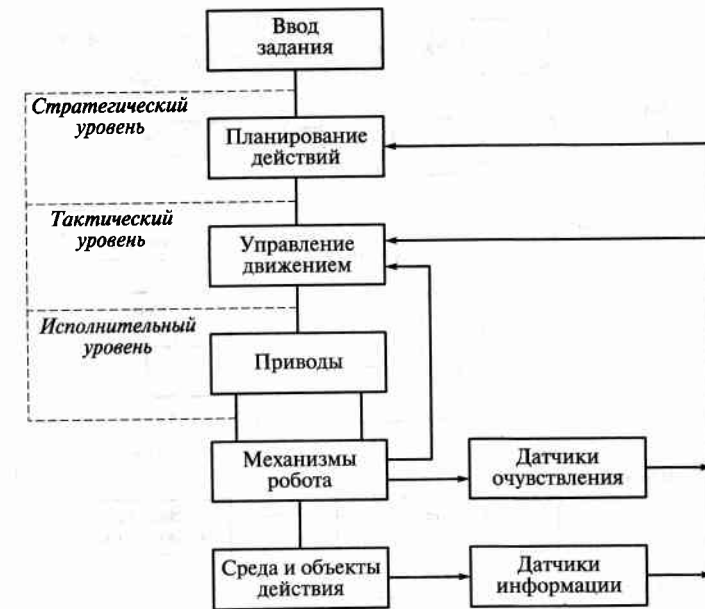 Ввод
задания
Стратегический
уровень
Планирование
действий
Тактический
уровень
Управление
движением
Исполнительный
уровень
Приводы
Механизмы
робота
Датчики
очувствления
Среда и объекты
действия
Датчики
информации